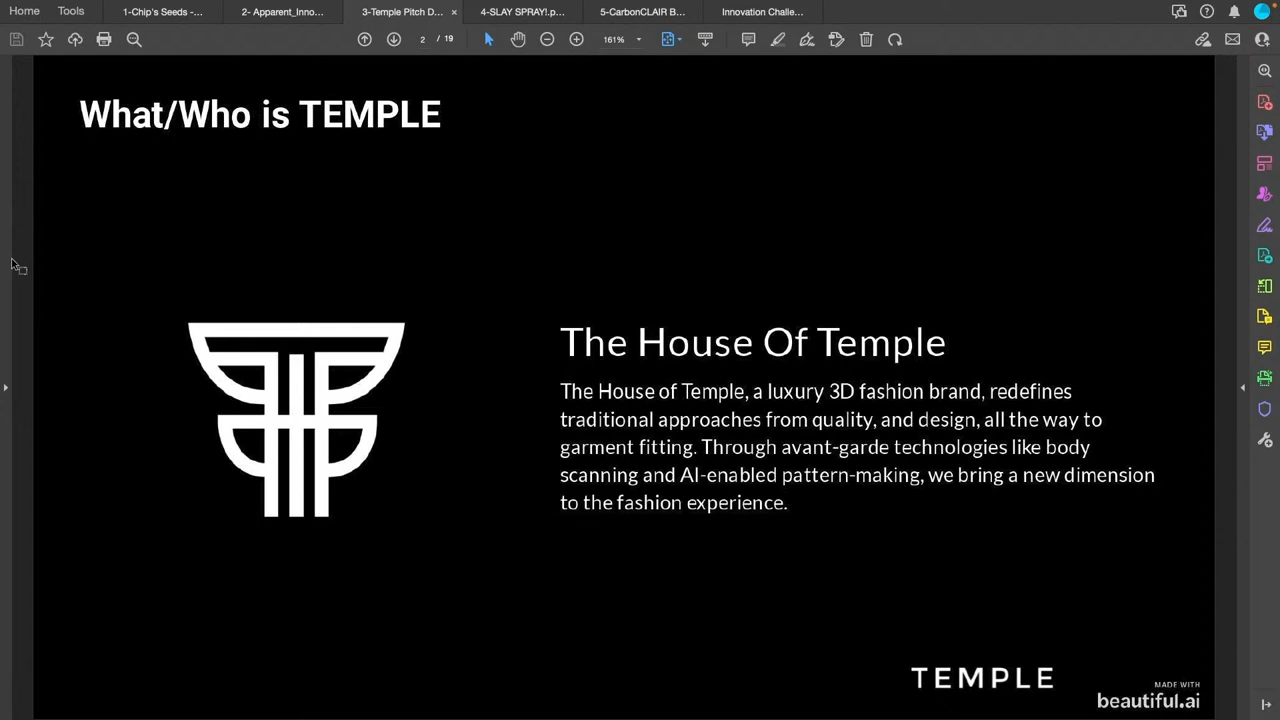 Home
Tools
1-Chip's Seeds -...
2- Apparent_Inno...
3-Temple Pitch D...
×
4-SLAY SPRAY!.p...
5-CarbonCLAIR B...
Innovation Challe...
2 / 19
161%
What/Who is TEMPLE
The House Of Temple
The House of Temple, a luxury 3D fashion brand, redefines
traditional approaches from quality, and design, all the way to
garment fitting. Through avant-garde technologies like body
scanning and AI-enabled pattern-making, we bring a new dimension
to the fashion experience.
TEMPLE
MADE WITH
beautiful.ai